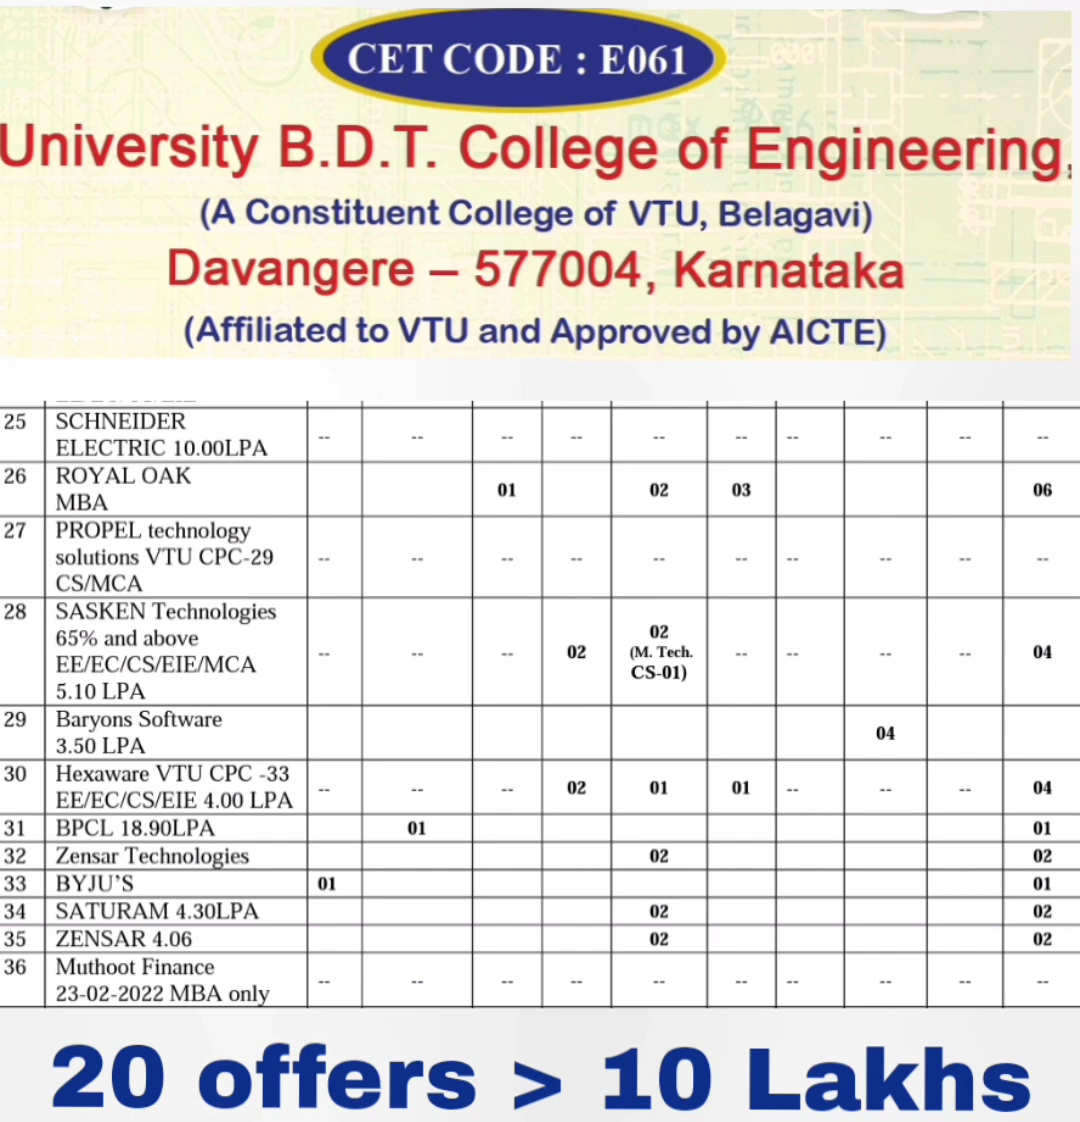 CET CODE : E061
University B.D.T. College of Engineering,
(A Constituent College of VTU, Belagavi)
Davangere – 577004, Karnataka
(Affiliated to VTU and Approved by AICTE)
25 SCHNEIDER ELECTRIC 10.00LPA -- -- -- -- -- -- -- -- -- --
26 ROYAL OAK MBA 01 02 03 06
27 PROPEL technology solutions VTU CPC-29 CS/MCA -- -- -- -- -- -- -- -- -- --
28 SASKEN Technologies 65% and above EE/EC/CS/EIE/MCA 5.10 LPA -- -- -- 02 02 (M. Tech. CS-01) -- -- -- -- 04
29 Baryons Software 3.50 LPA 04
30 Hexaware VTU CPC -33 EE/EC/CS/EIE 4.00 LPA -- -- -- 02 01 01 -- -- -- 04
31 BPCL 18.90LPA 01 01
32 Zensar Technologies 02 02
33 BYJU’S 01 01
34 SATURAM 4.30LPA 02 02
35 ZENSAR 4.06 02 02
36 Muthoot Finance 23-02-2022 MBA only -- -- -- -- -- -- -- -- -- --
20 offers > 10 Lakhs